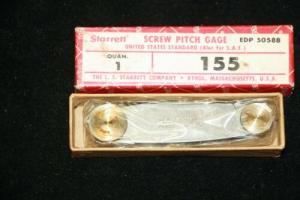 Starrett SCREW PITCH GAGE EDP 50588
UNITED STATES STANDARD (Also for S.A.E.)
QUAN.
1
155
THE L. S. STARRETT COMPANY • ATHOL, MASSACHUSETTS, U.S.A.